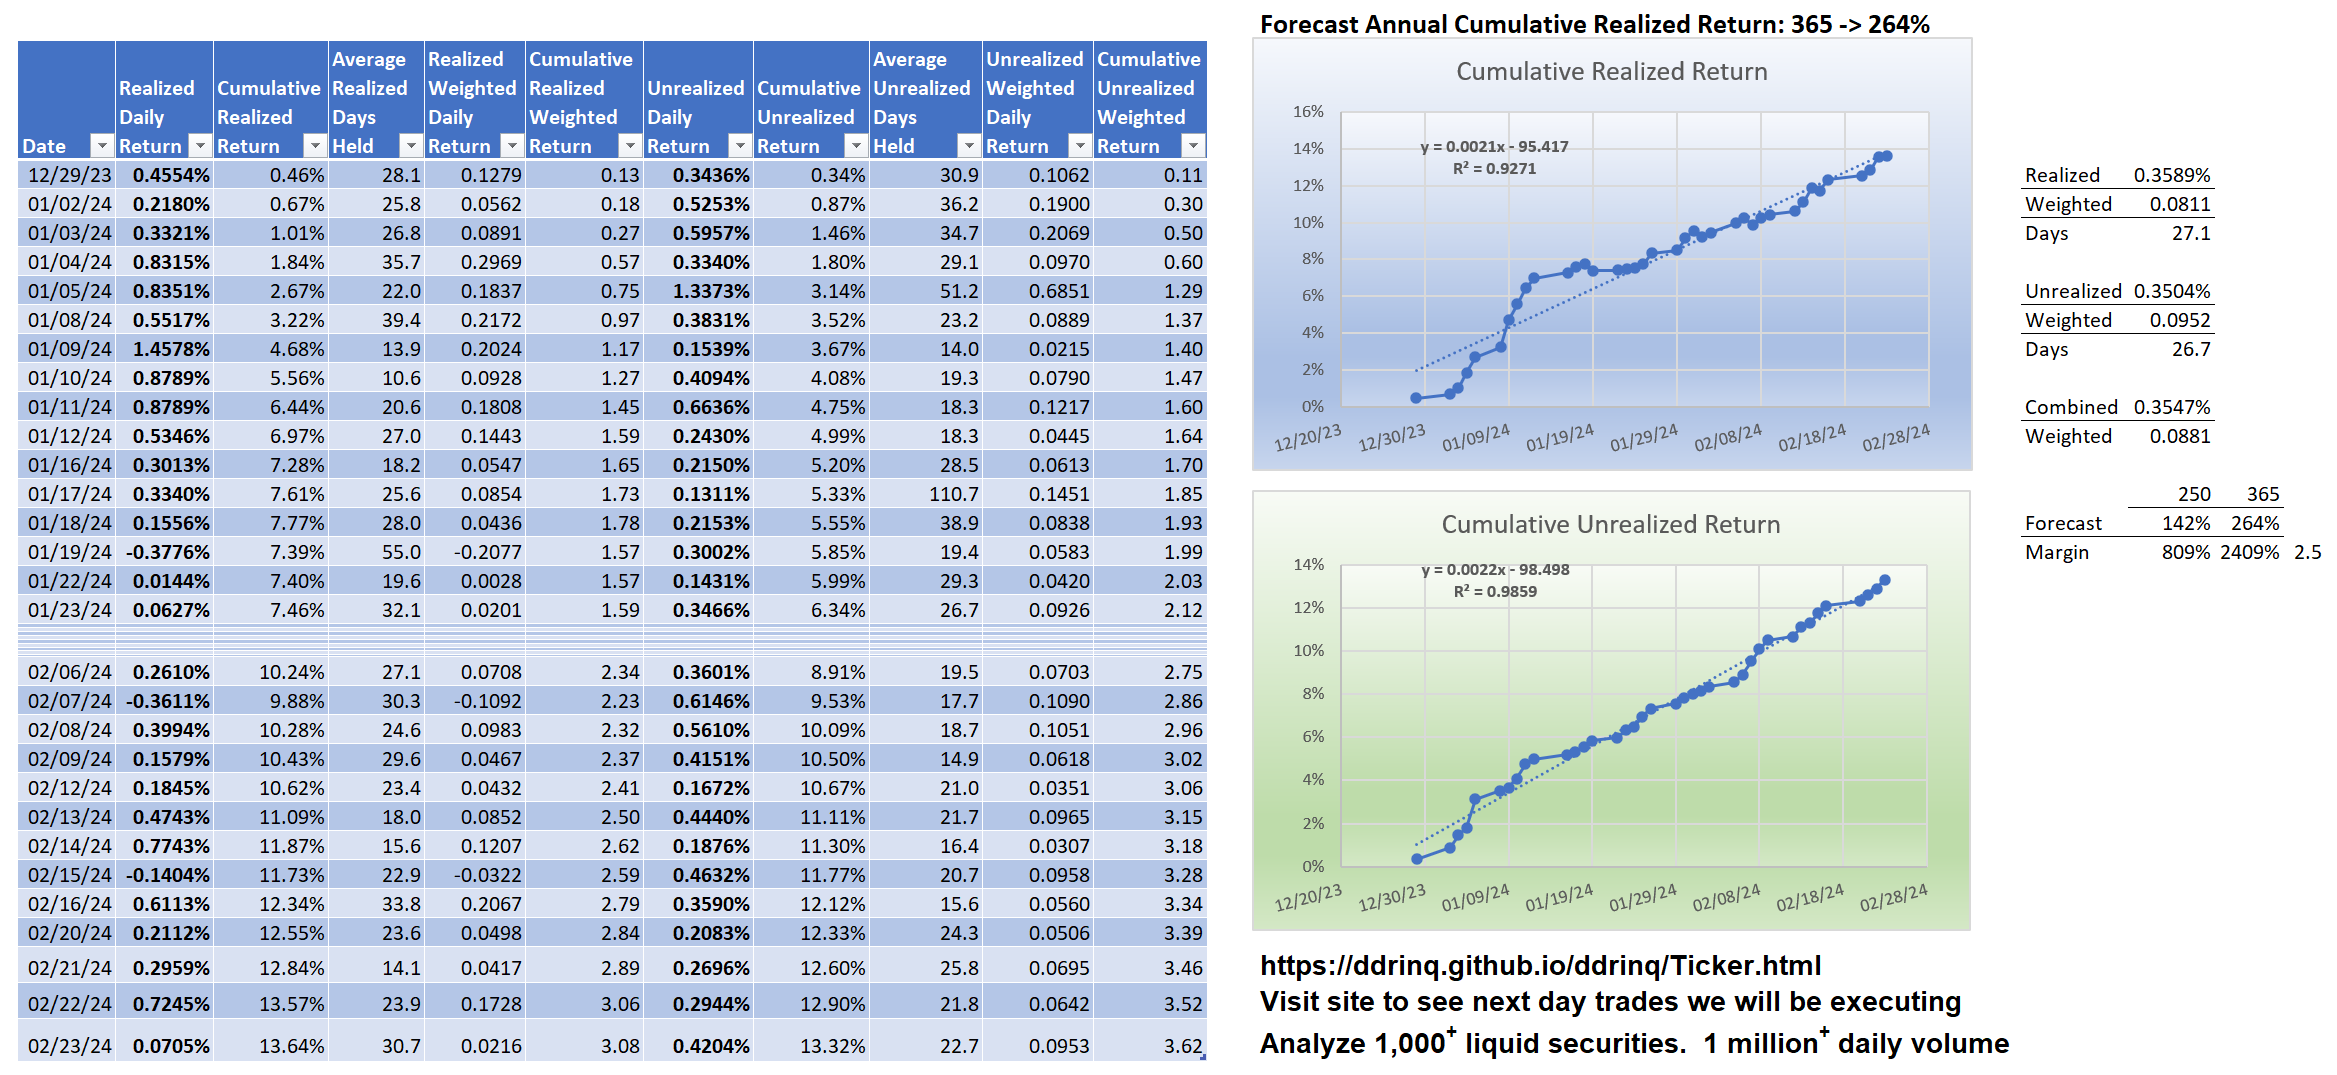 Forecast Annual Cumulative Realized Return: 365 -> 264%
Date Realized Daily Return Cumulative Realized Return Average Realized Days Held Realized Weighted Daily Return Cumulative Realized Weighted Return Unrealized Daily Return Cumulative Unrealized Return Average Unrealized Days Held Unrealized Weighted Daily Return Cumulative Unrealized Weighted Return
12/29/23 0.4554% 0.46% 28.1 0.1279 0.13 0.3436% 0.34% 30.9 0.1062 0.11
01/02/24 0.2180% 0.67% 25.8 0.0562 0.18 0.5253% 0.87% 36.2 0.1900 0.30
01/03/24 0.3321% 1.01% 26.8 0.0891 0.27 0.5957% 1.46% 34.7 0.2069 0.50
01/04/24 0.8315% 1.84% 35.7 0.2969 0.57 0.3340% 1.80% 29.1 0.0970 0.60
01/05/24 0.8351% 2.67% 22.0 0.1837 0.75 1.3373% 3.14% 51.2 0.6851 1.29
01/08/24 0.5517% 3.22% 39.4 0.2172 0.97 0.3831% 3.52% 23.2 0.0889 1.37
01/09/24 1.4578% 4.68% 13.9 0.2024 1.17 0.1539% 3.67% 14.0 0.0215 1.40
01/10/24 0.8789% 5.56% 10.6 0.0928 1.27 0.4094% 4.08% 19.3 0.0790 1.47
01/11/24 0.8789% 6.44% 20.6 0.1808 1.45 0.6636% 4.75% 18.3 0.1217 1.60
01/12/24 0.5346% 6.97% 27.0 0.1443 1.59 0.2430% 4.99% 18.3 0.0445 1.64
01/16/24 0.3013% 7.28% 18.2 0.0547 1.65 0.2150% 5.20% 28.5 0.0613 1.70
01/17/24 0.3340% 7.61% 25.6 0.0854 1.73 0.1311% 5.33% 110.7 0.1451 1.85
01/18/24 0.1556% 7.77% 28.0 0.0436 1.78 0.2153% 5.55% 38.9 0.0838 1.93
01/19/24 -0.3776% 7.39% 55.0 -0.2077 1.57 0.3002% 5.85% 19.4 0.0583 1.99
01/22/24 0.0144% 7.40% 19.6 0.0028 1.57 0.1431% 5.99% 29.3 0.0420 2.03
01/23/24 0.0627% 7.46% 32.1 0.0201 1.59 0.3466% 6.34% 26.7 0.0926 2.12
02/06/24 0.2610% 10.24% 27.1 0.0708 2.34 0.3601% 8.91% 19.5 0.0703 2.75
02/07/24 -0.3611% 9.88% 30.3 -0.1092 2.23 0.6146% 9.53% 17.7 0.1090 2.86
02/08/24 0.3994% 10.28% 24.6 0.0983 2.32 0.5610% 10.09% 18.7 0.1051 2.96
02/09/24 0.1579% 10.43% 29.6 0.0467 2.37 0.4151% 10.50% 14.9 0.0618 3.02
02/12/24 0.1845% 10.62% 23.4 0.0432 2.41 0.1672% 10.67% 21.0 0.0351 3.06
02/13/24 0.4743% 11.09% 18.0 0.0852 2.50 0.4440% 11.11% 21.7 0.0965 3.15
02/14/24 0.7743% 11.87% 15.6 0.1207 2.62 0.1876% 11.30% 16.4 0.0307 3.18
02/15/24 -0.1404% 11.73% 22.9 -0.0322 2.59 0.4632% 11.77% 20.7 0.0958 3.28
02/16/24 0.6113% 12.34% 33.8 0.2067 2.79 0.3590% 12.12% 15.6 0.0560 3.34
02/20/24 0.2112% 12.55% 23.6 0.0498 2.84 0.2083% 12.33% 24.3 0.0506 3.39
02/21/24 0.2959% 12.84% 14.1 0.0417 2.89 0.2696% 12.60% 25.8 0.0695 3.46
02/22/24 0.7245% 13.57% 23.9 0.1728 3.06 0.2944% 12.90% 21.8 0.0642 3.52
02/23/24 0.0705% 13.64% 30.7 0.0216 3.08 0.4204% 13.32% 22.7 0.0953 3.62
Cumulative Realized Return
y = 0.0021x - 95.417
R² = 0.9271
16%
14%
12%
10%
8%
6%
4%
2%
0%
12/20/23 12/30/23 01/09/24 01/19/24 01/29/24 02/08/24 02/18/24 02/28/24
Cumulative Unrealized Return
y = 0.0022x - 98.498
R² = 0.9859
14%
12%
10%
8%
6%
4%
2%
0%
12/20/23 12/30/23 01/09/24 01/19/24 01/29/24 02/08/24 02/18/24 02/28/24
Realized 0.3589%
Weighted 0.0811
Days 27.1
Unrealized 0.3504%
Weighted 0.0952
Days 26.7
Combined 0.3547%
Weighted 0.0881
250 365
Forecast 142% 264%
Margin 809% 2409% 2.5
https://ddrinq.github.io/ddrinq/Ticker.html
Visit site to see next day trades we will be executing
Analyze 1,000+ liquid securities. 1 million+ daily volume